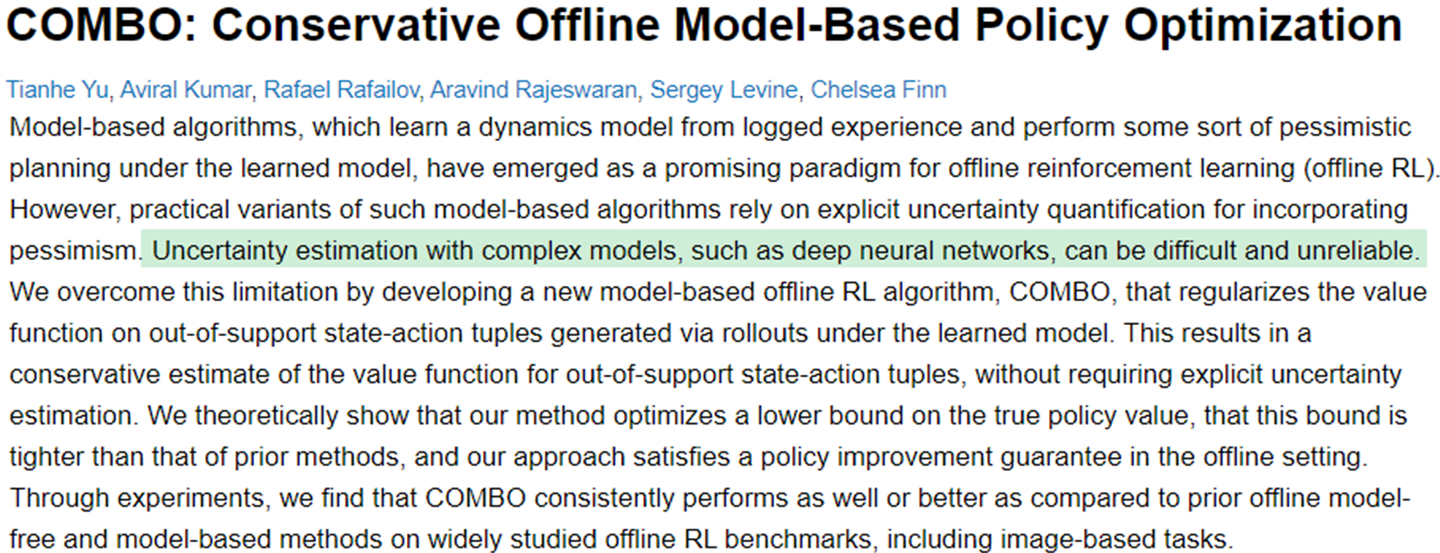 COMBO: Conservative Offline Model-Based Policy Optimization
Tianhe Yu, Aviral Kumar, Rafael Rafailov, Aravind Rajeswaran, Sergey Levine, Chelsea Finn
Model-based algorithms, which learn a dynamics model from logged experience and perform some sort of pessimistic
planning under the learned model, have emerged as a promising paradigm for offline reinforcement learning (offline RL).
However, practical variants of such model-based algorithms rely on explicit uncertainty quantification for incorporating
pessimism. Uncertainty estimation with complex models, such as deep neural networks, can be difficult and unreliable.
We overcome this limitation by developing a new model-based offline RL algorithm, COMBO, that regularizes the value
function on out-of-support state-action tuples generated via rollouts under the learned model. This results in a
conservative estimate of the value function for out-of-support state-action tuples, without requiring explicit uncertainty
estimation. We theoretically show that our method optimizes a lower bound on the true policy value, that this bound is
tighter than that of prior methods, and our approach satisfies a policy improvement guarantee in the offline setting.
Through experiments, we find that COMBO consistently performs as well or better as compared to prior offline model-
free and model-based methods on widely studied offline RL benchmarks, including image-based tasks.